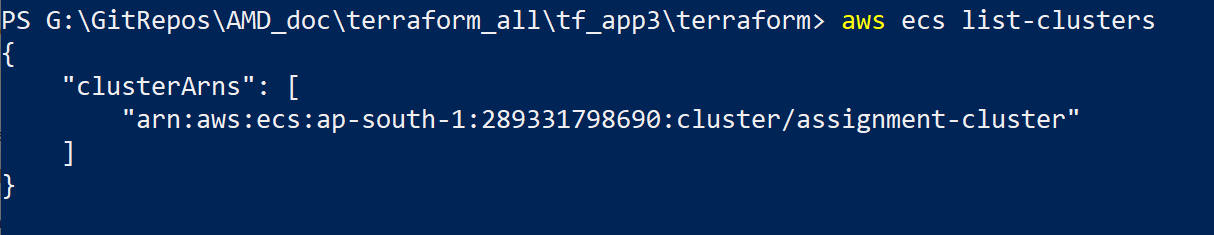 PS G:\GitRepos\AMD_doc\terraform_all\tf_app3\terraform> aws ecs list-clusters
{
    "clusterArns": [
        "arn:aws:ecs:ap-south-1:289331798690:cluster/assignment-cluster"
    ]
}